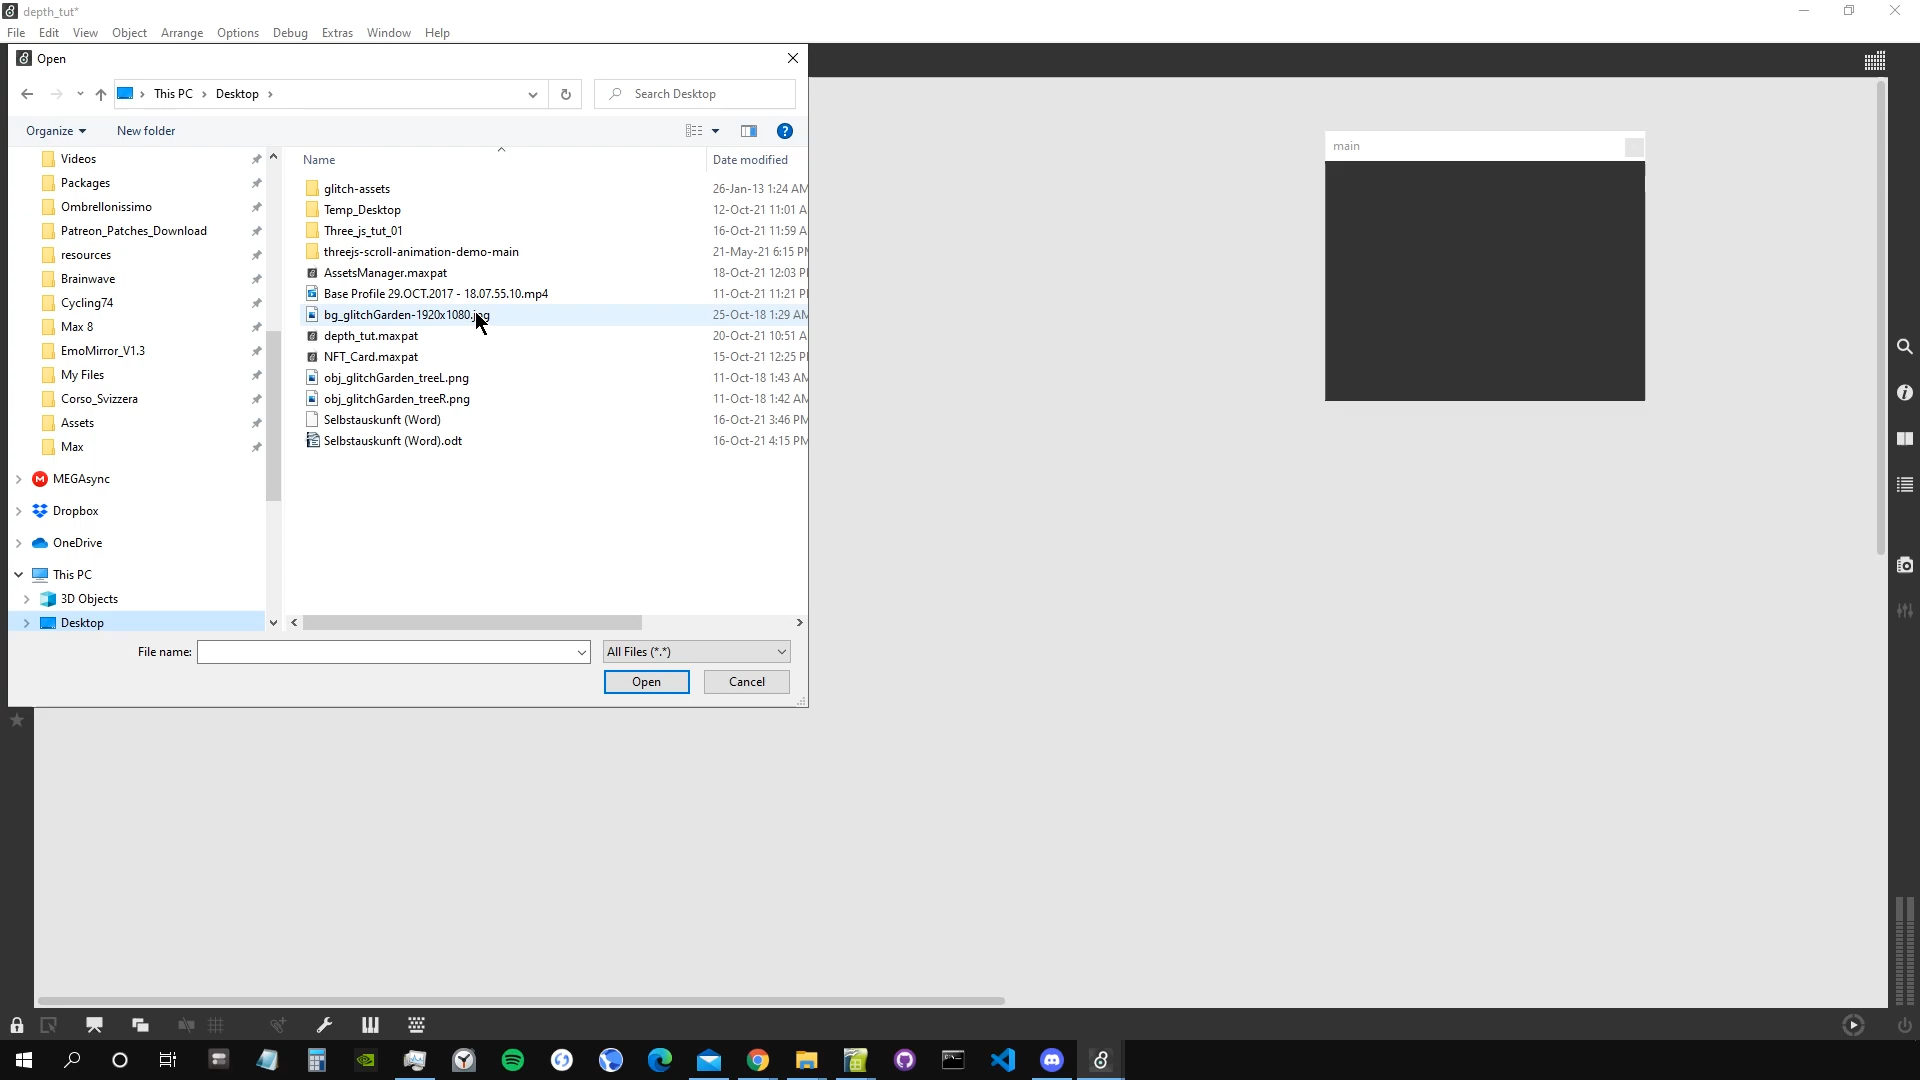 depth_tut*
File Edit View Object Arrange Options Debug Extras Window Help
Open
This PC > Desktop >
Search Desktop
Organize New folder
Name Date modified
Videos
Packages
Ombrellonissimo
Patreon_Patches_Download
resources
Brainwave
Cycling74
Max 8
EmoMirror_V1.3
My Files
Corso_Svizzera
Assets
Max
MEGAsync
Dropbox
OneDrive
This PC
3D Objects
Desktop
glitch-assets 26-Jan-13 1:24 AM
Temp_Desktop 12-Oct-21 11:01 A
Three_js_tut_01 16-Oct-21 11:59 A
threejs-scroll-animation-demo-main 21-May-21 6:15 PM
AssetsManager.maxpat 18-Oct-21 12:03 P
Base Profile 29.OCT.2017 - 18.07.55.10.mp4 11-Oct-21 11:21 P
bg_glitchGarden-1920x1080.jpg 25-Oct-18 1:29 AM
depth_tut.maxpat 20-Oct-21 10:51 A
NFT_Card.maxpat 15-Oct-21 12:25 P
obj_glitchGarden_treeL.png 11-Oct-18 1:43 AM
obj_glitchGarden_treeR.png 11-Oct-18 1:42 AM
Selbstauskunft (Word) 16-Oct-21 3:46 PM
Selbstauskunft (Word).odt 16-Oct-21 4:15 PM
File name: All Files (*.*)
Open Cancel
main